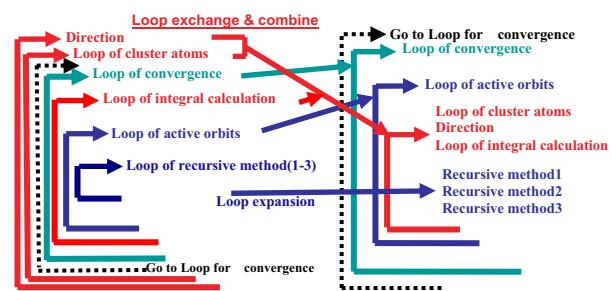 Loop exchange & combine
Direction
Loop of cluster atoms
Loop of convergence
Loop of integral calculation
Loop of active orbits
Loop of recursive method(1-3)
Loop expansion
Go to Loop for convergence
Go to Loop for convergence
Loop of convergence
Loop of active orbits
Loop of cluster atoms
Direction
Loop of integral calculation
Recursive method1
Recursive method2
Recursive method3